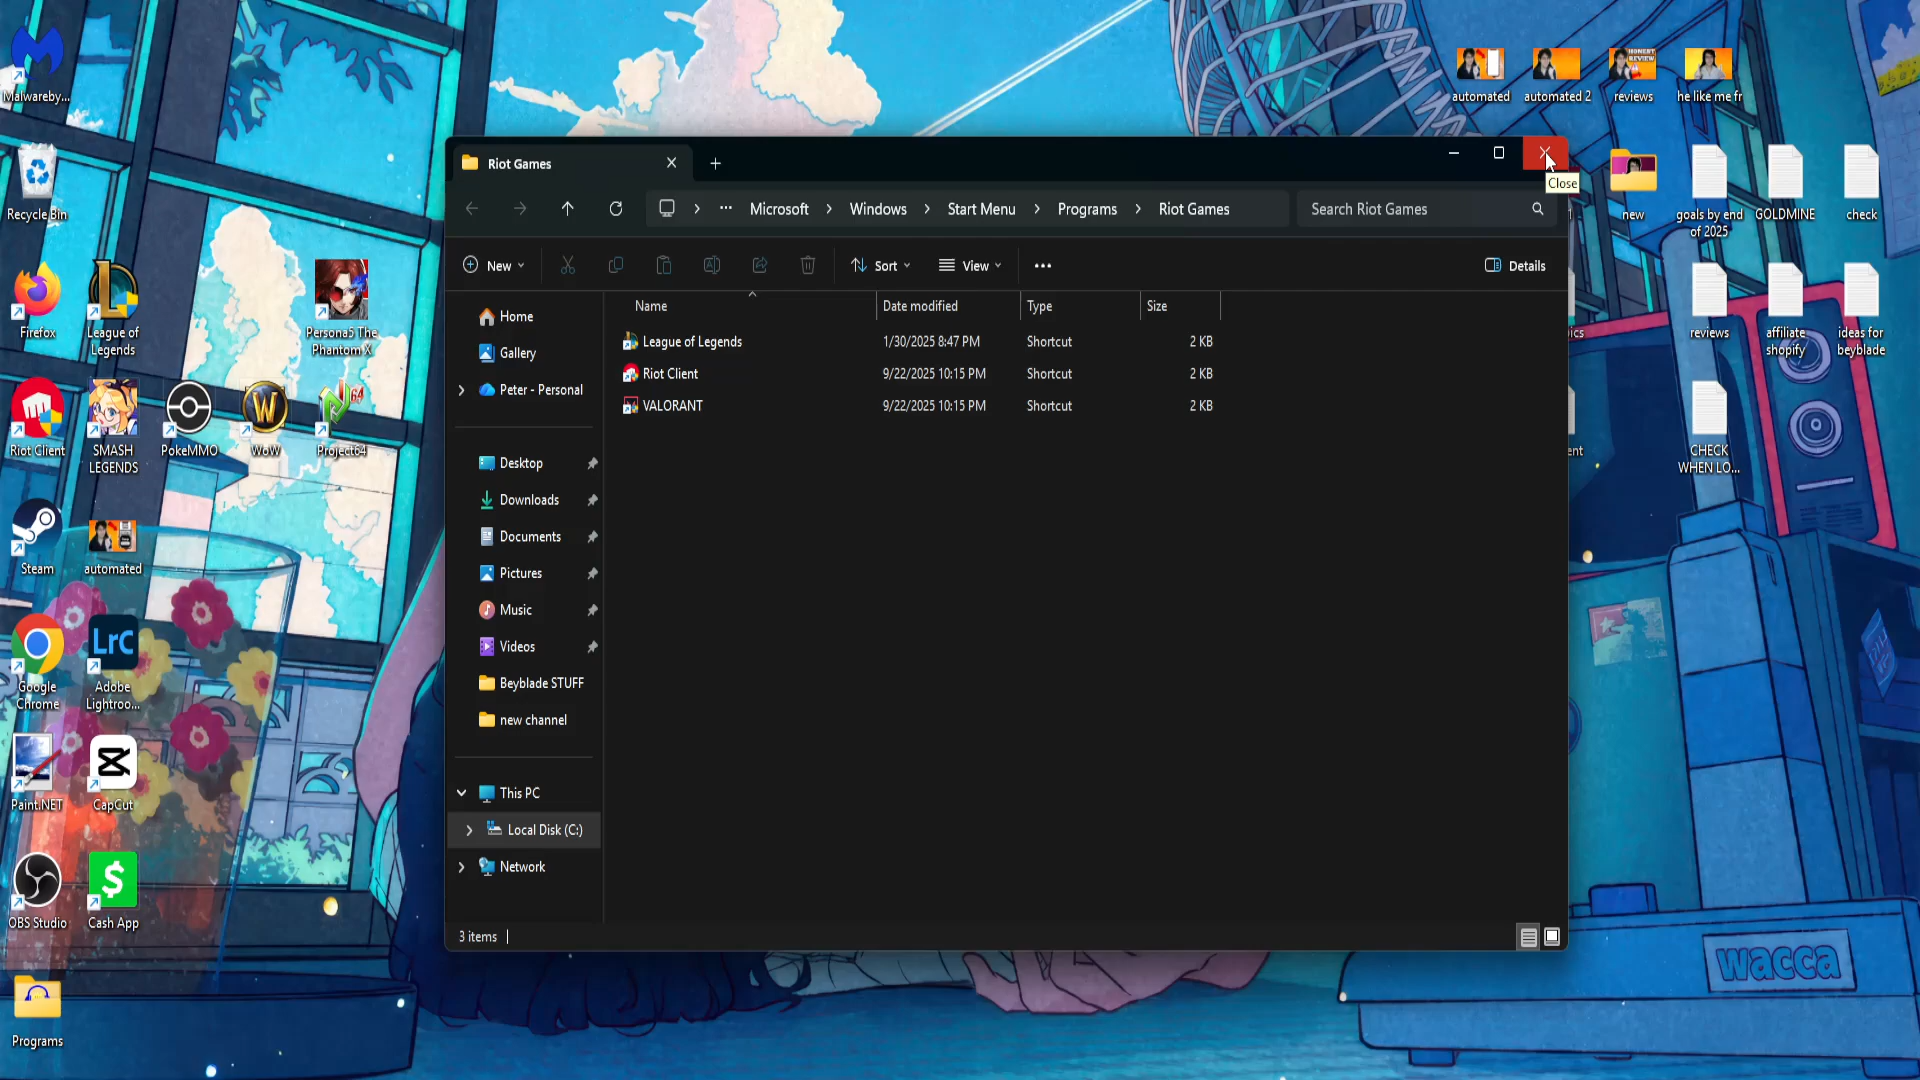 Malwareby...
Recycle Bin
Firefox
League of
Legends
Persona5 The
Phantom X
Riot Client
SMASH
LEGENDS
PokeMMO
WoW
Project64
Steam
automated
Google
Chrome
LrC
Adobe
Lightroo...
Paint.NET
CapCut
OBS Studio
Cash App
Programs
Riot Games
Microsoft
Windows
Start Menu
Programs
Riot Games
Search Riot Games
New
Sort
View
Details
Home
Gallery
Peter - Personal
Desktop
Downloads
Documents
Pictures
Music
Videos
Beyblade STUFF
new channel
This PC
Local Disk (C:)
Network
Name Date modified Type Size
League of Legends 1/30/2025 8:47 PM Shortcut 2 KB
Riot Client 9/22/2025 10:15 PM Shortcut 2 KB
VALORANT 9/22/2025 10:15 PM Shortcut 2 KB
3 items
Close
automated
automated 2
HONEST
REVIEW
reviews
he like me fr
new
goals by end
of 2025
GOLDMINE
check
reviews
affiliate
shopify
ideas for
beyblade
CHECK
WHEN LO...
wacca